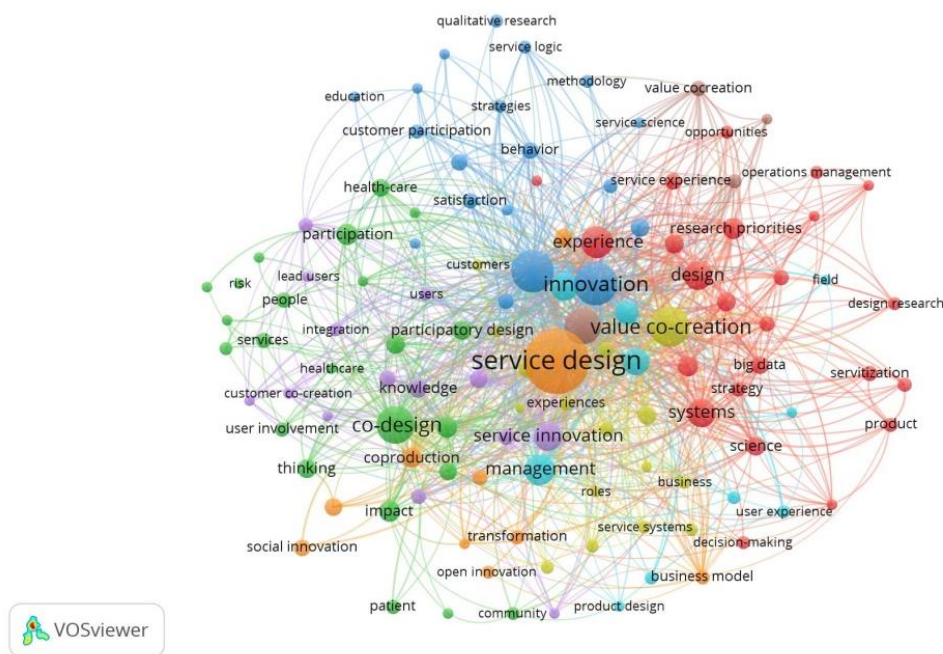 qualitative research
service logic
methodology
value cocreation
education
strategies
service science
opportunities
customer participation
behavior
operations management
health-care
service experience
satisfaction
participation
experience
research priorities
customers
risk
lead users
design
field
people
users
innovation
design research
integration
participatory design
value co-creation
services
service design
healthcare
big data
servitization
customer co-creation
knowledge
experiences
strategy
user involvement
co-design
service innovation
systems
product
coproduction
science
thinking
management
business
roles
impact
user experience
service systems
social innovation
transformation
decision-making
open innovation
business model
patient
community
product design
VOSviewer